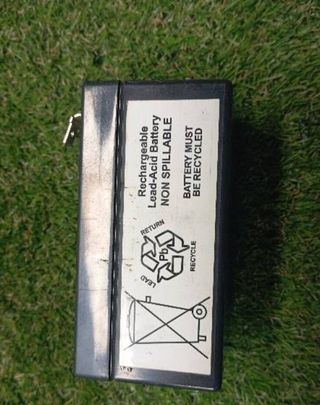 Rechargeable
Lead-Acid Battery
NON SPILLABLE
BATTERY MUST
BE RECYCLED
RETURN
LEAD
Pb
RECYCLE